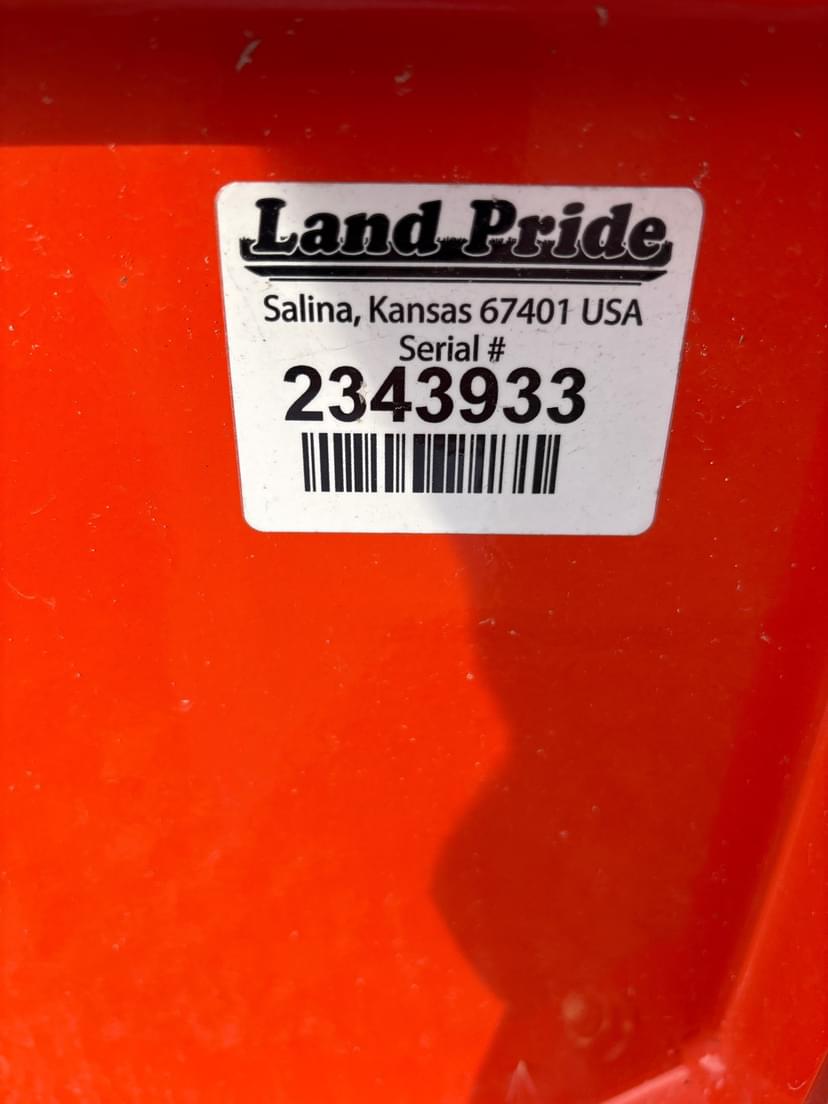 Land Pride
Salina, Kansas 67401 USA
Serial #
2343933